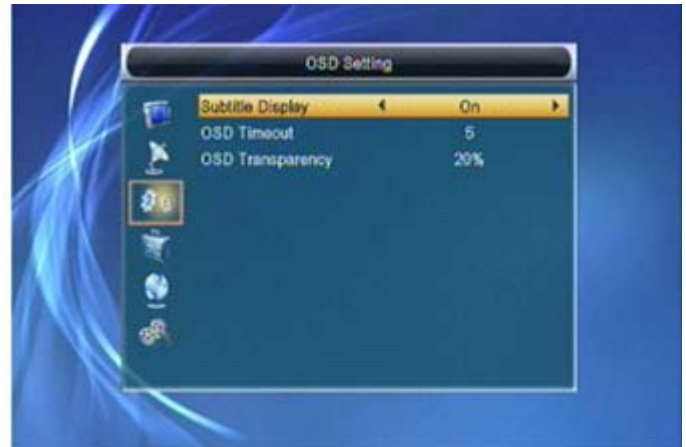 OSD Setting
Subtitle Display On
OSD Timeout 5
OSD Transparency 20%